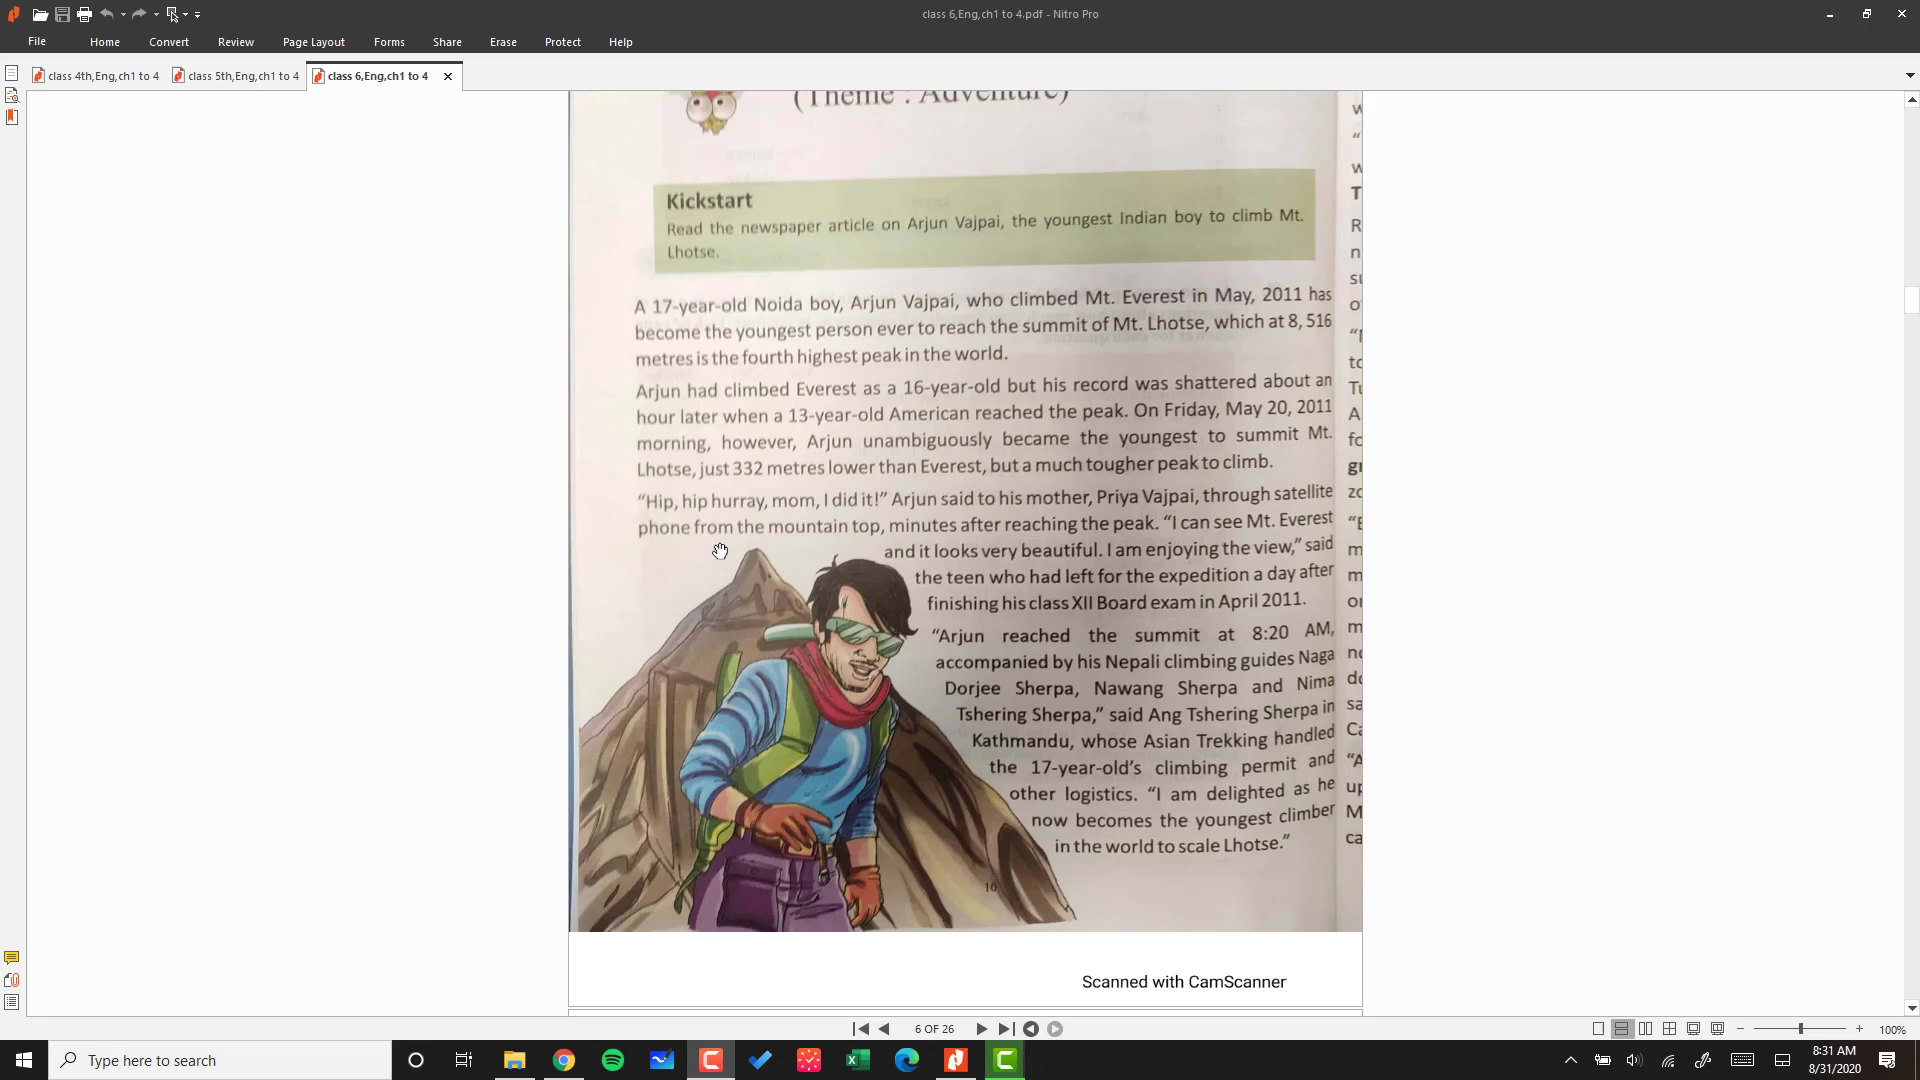 class 6,Eng,ch1 to 4.pdf - Nitro Pro
File Home Convert Review Page Layout Forms Share Erase Protect Help
class 4th,Eng,ch1 to 4 class 5th,Eng,ch1 to 4 class 6,Eng,ch1 to 4
(Theme : Adventure)
Kickstart
Read the newspaper article on Arjun Vajpai, the youngest Indian boy to climb Mt.
Lhotse.
A 17-year-old Noida boy, Arjun Vajpai, who climbed Mt. Everest in May, 2011 has
become the youngest person ever to reach the summit of Mt. Lhotse, which at 8, 516
metres is the fourth highest peak in the world.
Arjun had climbed Everest as a 16-year-old but his record was shattered about an
hour later when a 13-year-old American reached the peak. On Friday, May 20, 2011
morning, however, Arjun unambiguously became the youngest to summit Mt.
Lhotse, just 332 metres lower than Everest, but a much tougher peak to climb.
“Hip, hip hurray, mom, I did it!” Arjun said to his mother, Priya Vajpai, through satellite
phone from the mountain top, minutes after reaching the peak. “I can see Mt. Everest
and it looks very beautiful. I am enjoying the view,” said
the teen who had left for the expedition a day after
finishing his class XII Board exam in April 2011.
“Arjun reached the summit at 8:20 AM,
accompanied by his Nepali climbing guides Naga
Dorjee Sherpa, Nawang Sherpa and Nima
Tshering Sherpa,” said Ang Tshering Sherpa in
Kathmandu, whose Asian Trekking handled
the 17-year-old’s climbing permit and
other logistics. “I am delighted as he
now becomes the youngest climber
in the world to scale Lhotse.”
10
Scanned with CamScanner
6 OF 26
100%
Type here to search
8:31 AM
8/31/2020